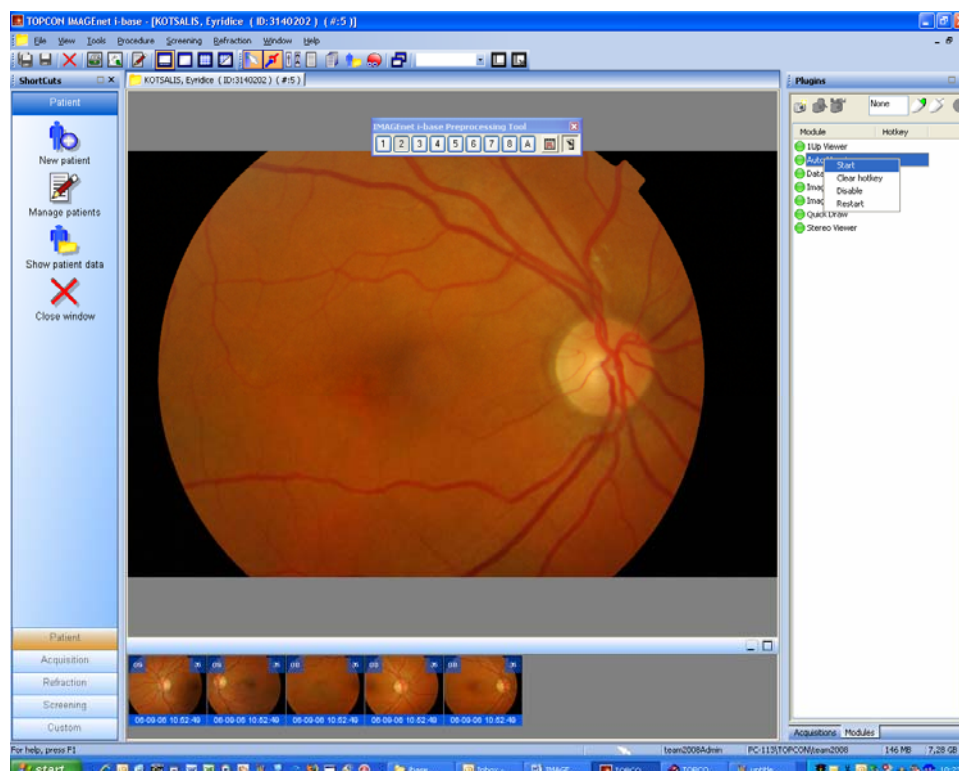 TOPCON IMAGEnet i-base - [KOTSALIS, Eyridice ( ID:3140202 ) ( #:5 )]
File View Tools Procedure Screening Refraction Window Help
ShortCuts
KOTSALIS, Eyridice ( ID:3140202 ) ( #:5 )
Plugins
Patient
New patient
Manage patients
Show patient data
Close window
IMAGEnet i-base Preprocessing Tool
1 2 3 4 5 6 7 8 A
None
Module Hotkey
1Up Viewer
Start
Clear hotkey
Disable
Restart
Quick Draw
Stereo Viewer
Patient
Acquisition
Refraction
Screening
Custom
06-09-06 10:52:49 06-09-06 10:52:49 06-09-06 10:52:49 06-09-06 10:52:49 06-09-06 10:52:49
Acquisitions Modules
For help, press F1
team2008Admin PC-113\TOPCON\team2008 146 MB 7,28 GB
start